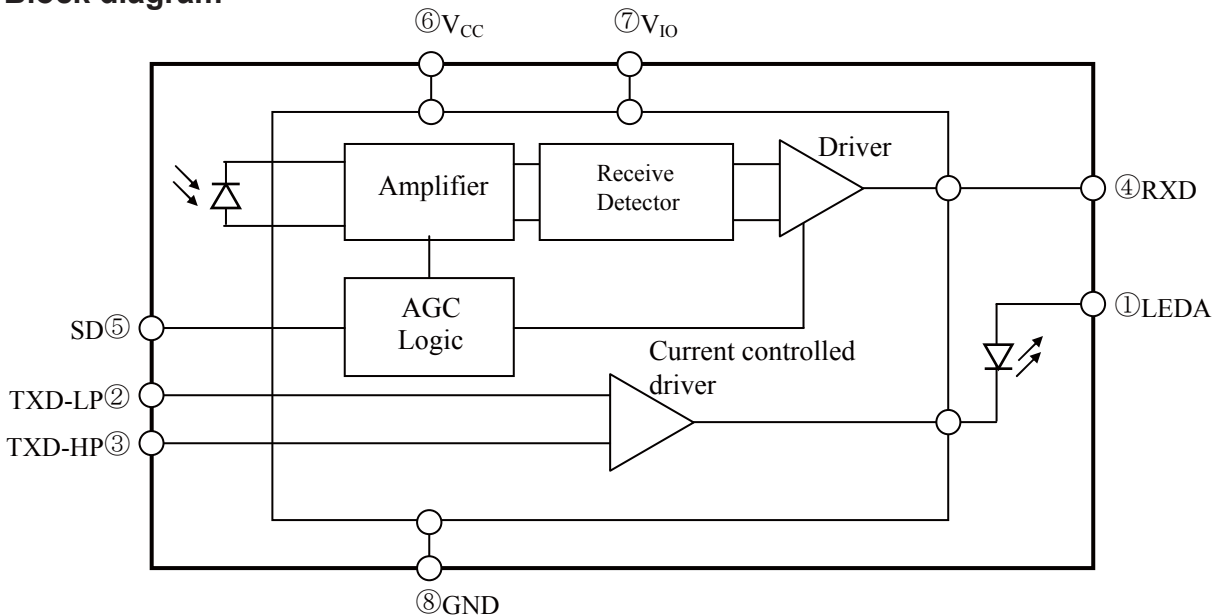 Block diagram
⑥VCC
⑦VIO
Driver
Amplifier
Receive
Detector
④RXD
①LEDA
AGC
Logic
SD⑤
Current controlled
driver
TXD-LP②
TXD-HP③
⑧GND